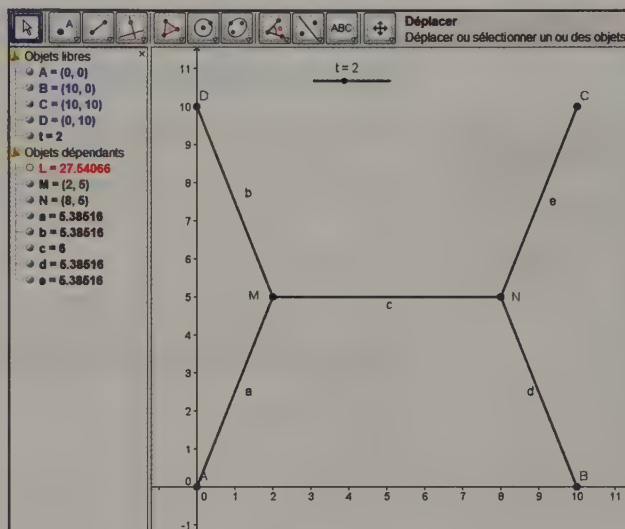 A
ABC
Déplacer
Déplacer ou sélectionner un ou des objets
Objets libres
A = (0, 0)
B = (10, 0)
C = (10, 10)
D = (0, 10)
t = 2
Objets dépendants
L = 27.54066
M = (2, 5)
N = (8, 5)
a = 5.38516
b = 5.38516
c = 6
d = 5.38516
e = 5.38516
t = 2
11
D
C
10
9
b
e
8
7
6
M
N
5
c
4
3
a
d
2
1
0
A
B
0 1 2 3 4 5 6 7 8 9 10 11
-1